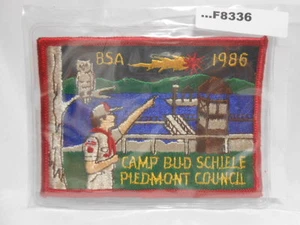 ...F8336
BSA 1986
CAMP BUD SCHIELE
PIEDMONT COUNCIL